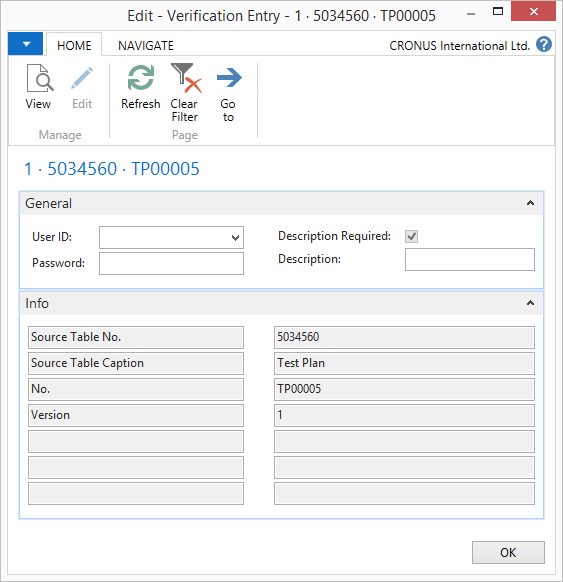 Edit - Verification Entry - 1 · 5034560 · TP00005
HOME NAVIGATE CRONUS International Ltd. ?
View Edit Refresh Clear Filter Go to
Manage Page
1 · 5034560 · TP00005
General
User ID: Description Required:
Password: Description:
Info
Source Table No. 5034560
Source Table Caption Test Plan
No. TP00005
Version 1
OK